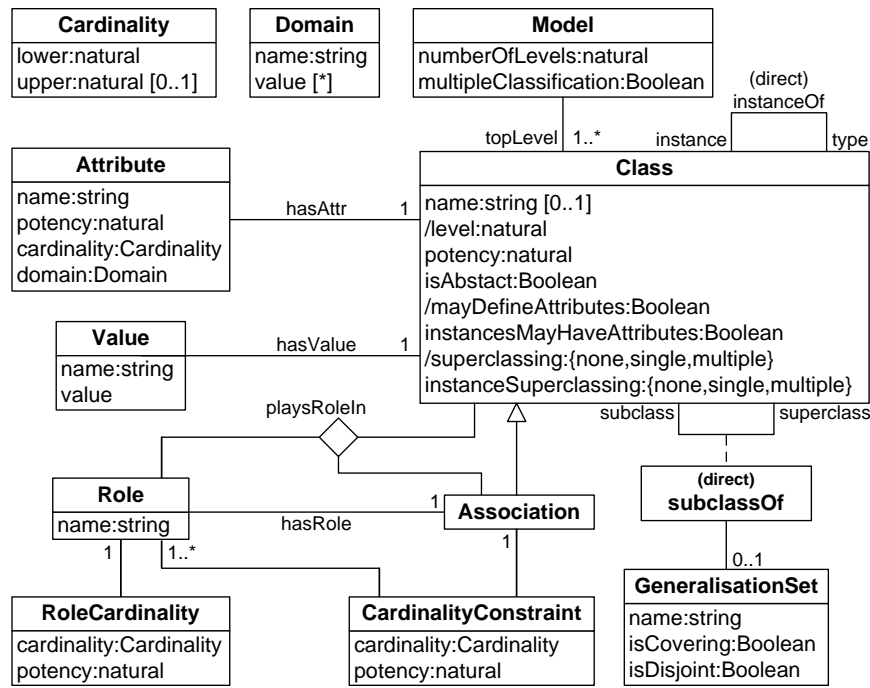 Cardinality
lower:natural
upper:natural [0..1]
Domain
name:string
value [*]
Model
numberOfLevels:natural
multipleClassification:Boolean
(direct)
instanceOf
topLevel
1..*
instance
type
Attribute
name:string
potency:natural
cardinality:Cardinality
domain:Domain
hasAttr
1
Class
name:string [0..1]
/level:natural
potency:natural
isAbstact:Boolean
/mayDefineAttributes:Boolean
instancesMayHaveAttributes:Boolean
/superclassing:{none,single,multiple}
instanceSuperclassing:{none,single,multiple}
Value
name:string
value
hasValue
1
playsRoleIn
subclass
superclass
Role
name:string
hasRole
1
Association
(direct)
subclassOf
1
1..*
1
0..1
RoleCardinality
cardinality:Cardinality
potency:natural
CardinalityConstraint
cardinality:Cardinality
potency:natural
GeneralisationSet
name:string
isCovering:Boolean
isDisjoint:Boolean